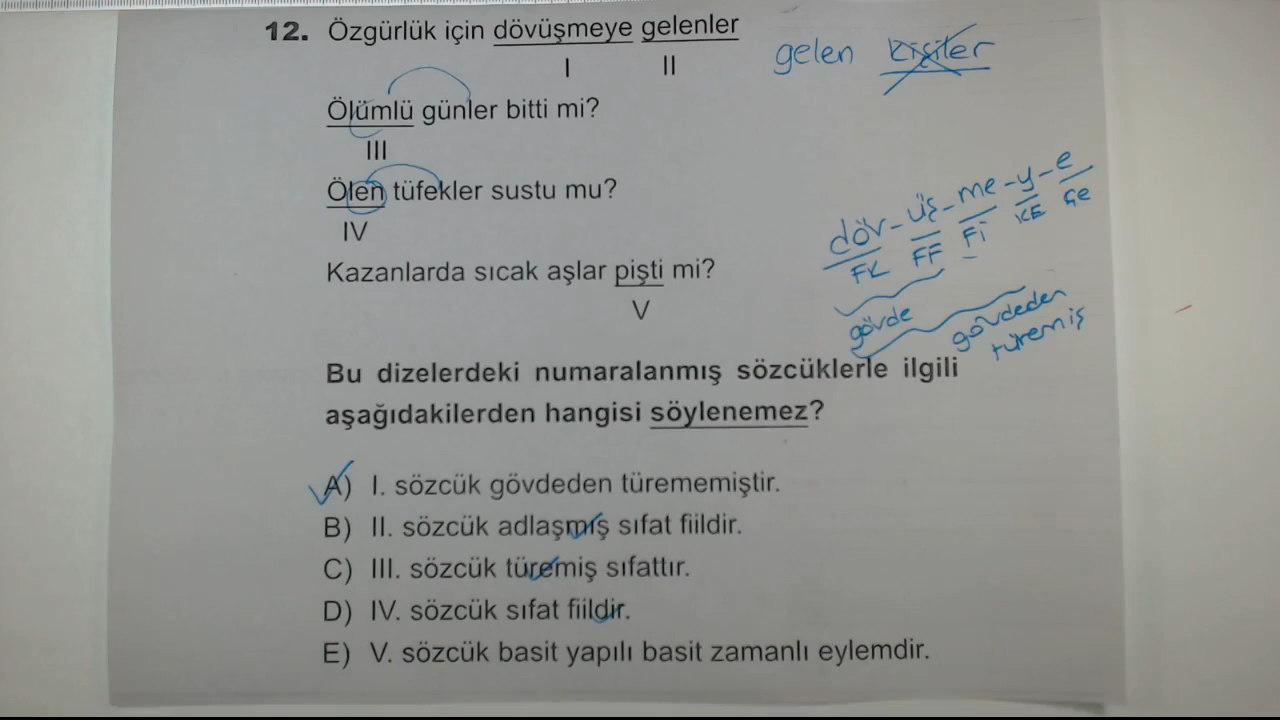 12. Özgürlük için dövüşmeye gelenler
I II
gelen kişiler
Ölümlü günler bitti mi?
III
Ölen tüfekler sustu mu?
IV
Kazanlarda sıcak aşlar pişti mi?
V
döv-üş-me-y-e
FK FF Fİ KE Çe
gövde
gövdeden
türemiş
Bu dizelerdeki numaralanmış sözcüklerle ilgili
aşağıdakilerden hangisi söylenemez?
A) I. sözcük gövdeden türememiştir.
B) II. sözcük adlaşmış sıfat fiildir.
C) III. sözcük türemiş sıfattır.
D) IV. sözcük sıfat fiildir.
E) V. sözcük basit yapılı basit zamanlı eylemdir.